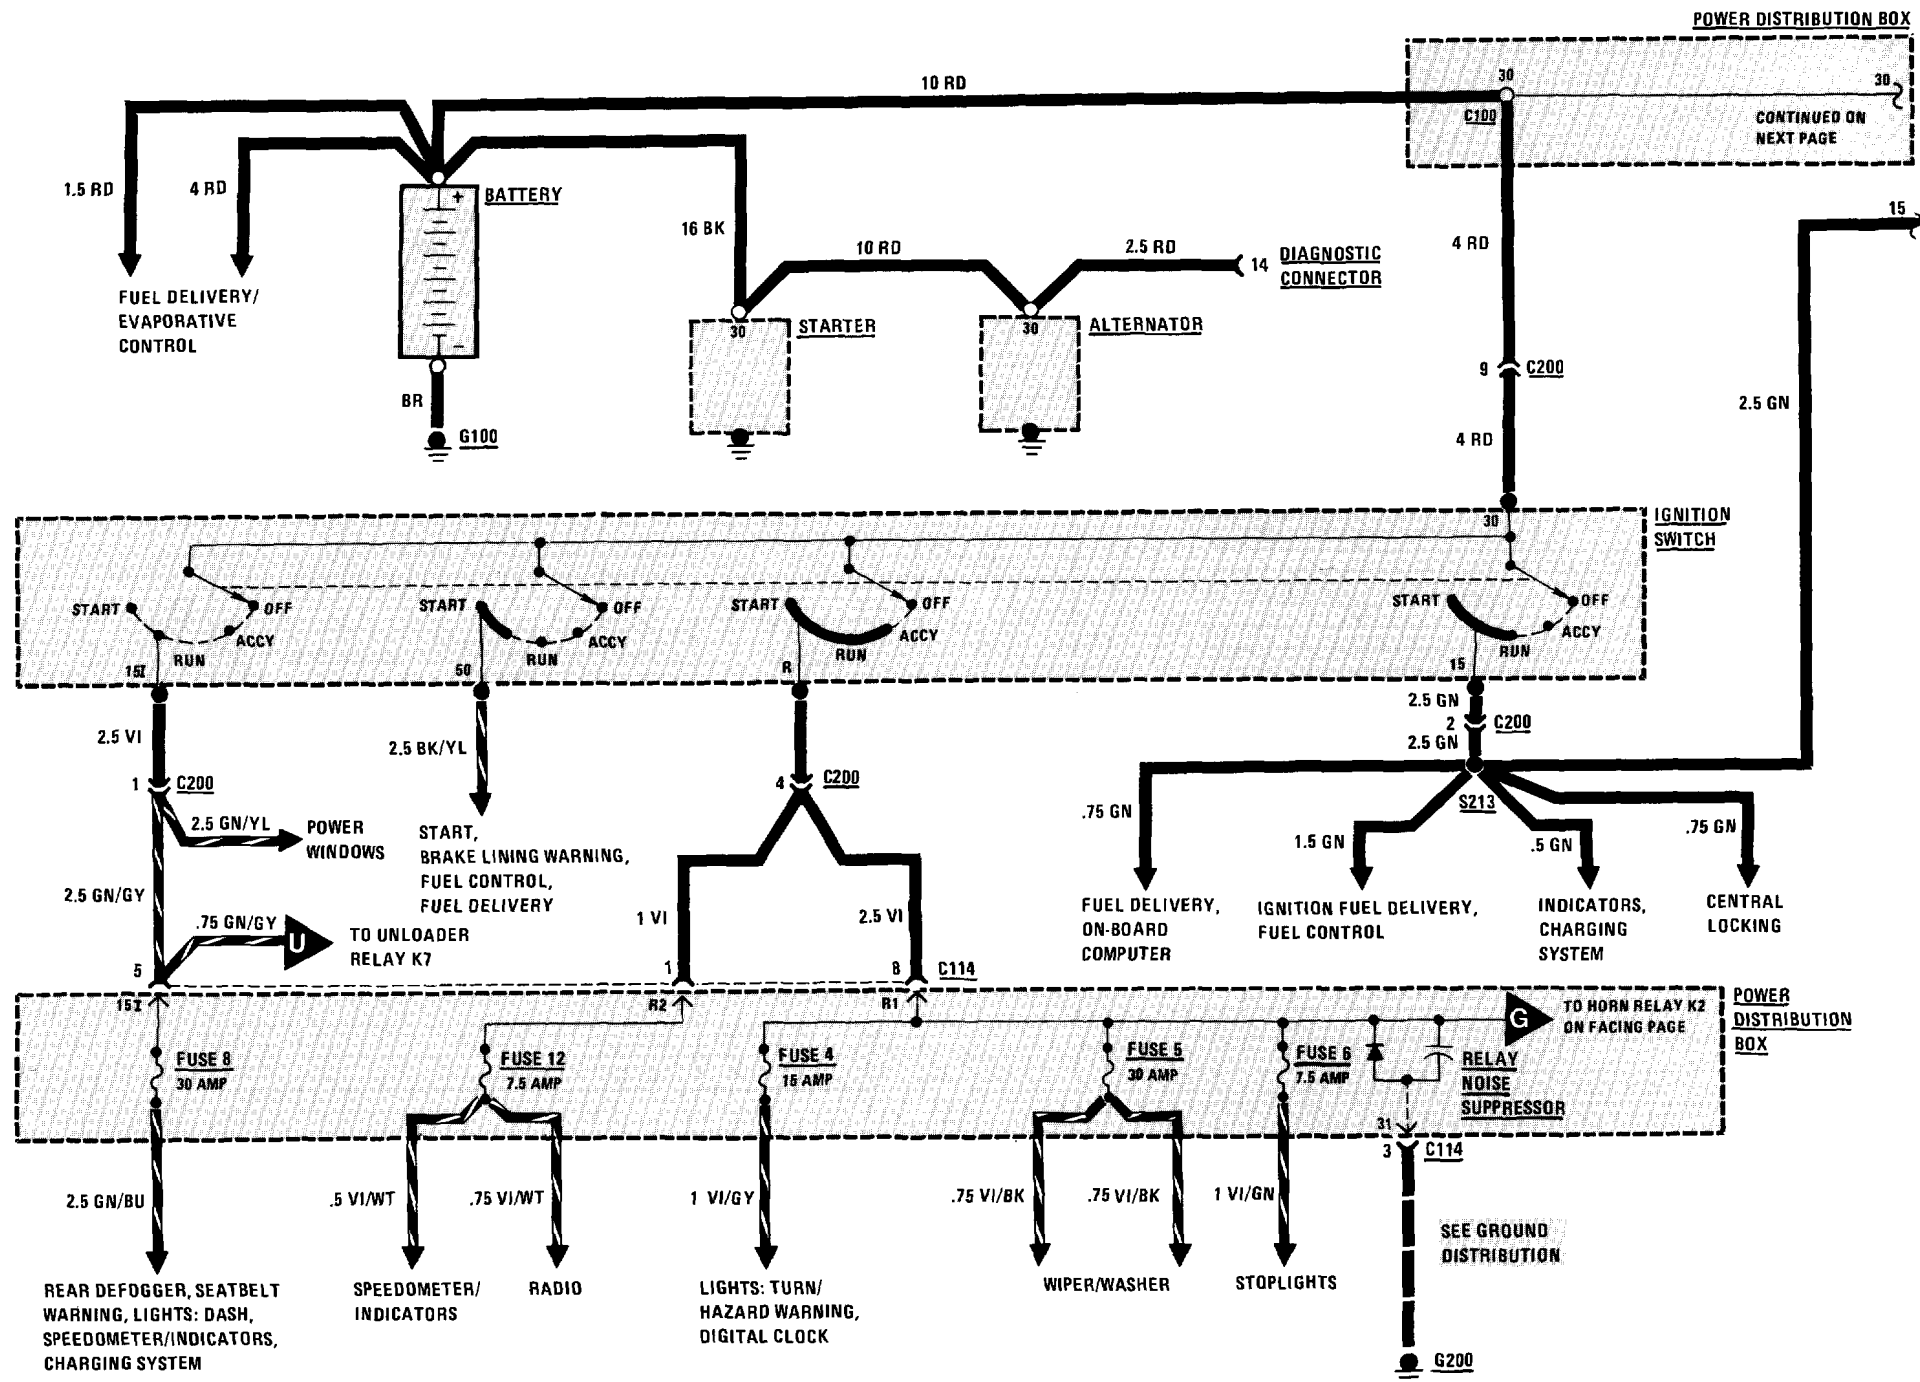 POWER DISTRIBUTION BOX
10 RD
30
30
C100
CONTINUED ON
NEXT PAGE
1.5 RD
4 RD
+
BATTERY
–
16 BK
10 RD
2.5 RD
14
DIAGNOSTIC
CONNECTOR
4 RD
15
FUEL DELIVERY/
EVAPORATIVE
CONTROL
30
STARTER
30
ALTERNATOR
9
C200
2.5 GN
BR
G100
4 RD
30
IGNITION
SWITCH
START
OFF
ACCY
RUN
15I
START
OFF
ACCY
RUN
50
START
OFF
ACCY
RUN
R
START
OFF
ACCY
RUN
15
2.5 VI
2.5 BK/YL
2.5 GN
2
C200
2.5 GN
1
C200
4
C200
S213
2.5 GN/YL
POWER
WINDOWS
START,
BRAKE LINING WARNING,
FUEL CONTROL,
FUEL DELIVERY
.75 GN
1.5 GN
.5 GN
.75 GN
2.5 GN/GY
.75 GN/GY
U
TO UNLOADER
RELAY K7
1 VI
2.5 VI
FUEL DELIVERY,
ON-BOARD
COMPUTER
IGNITION FUEL DELIVERY,
FUEL CONTROL
INDICATORS,
CHARGING
SYSTEM
CENTRAL
LOCKING
5
1
8
C114
15I
R2
R1
G
TO HORN RELAY K2
ON FACING PAGE
POWER
DISTRIBUTION
BOX
FUSE 8
30 AMP
FUSE 12
7.5 AMP
FUSE 4
15 AMP
FUSE 5
30 AMP
FUSE 6
7.5 AMP
RELAY
NOISE
SUPPRESSOR
31
3
C114
2.5 GN/BU
.5 VI/WT
.75 VI/WT
1 VI/GY
.75 VI/BK
.75 VI/BK
1 VI/GN
SEE GROUND
DISTRIBUTION
REAR DEFOGGER, SEATBELT
WARNING, LIGHTS: DASH,
SPEEDOMETER/INDICATORS,
CHARGING SYSTEM
SPEEDOMETER/
INDICATORS
RADIO
LIGHTS: TURN/
HAZARD WARNING,
DIGITAL CLOCK
WIPER/WASHER
STOPLIGHTS
G200